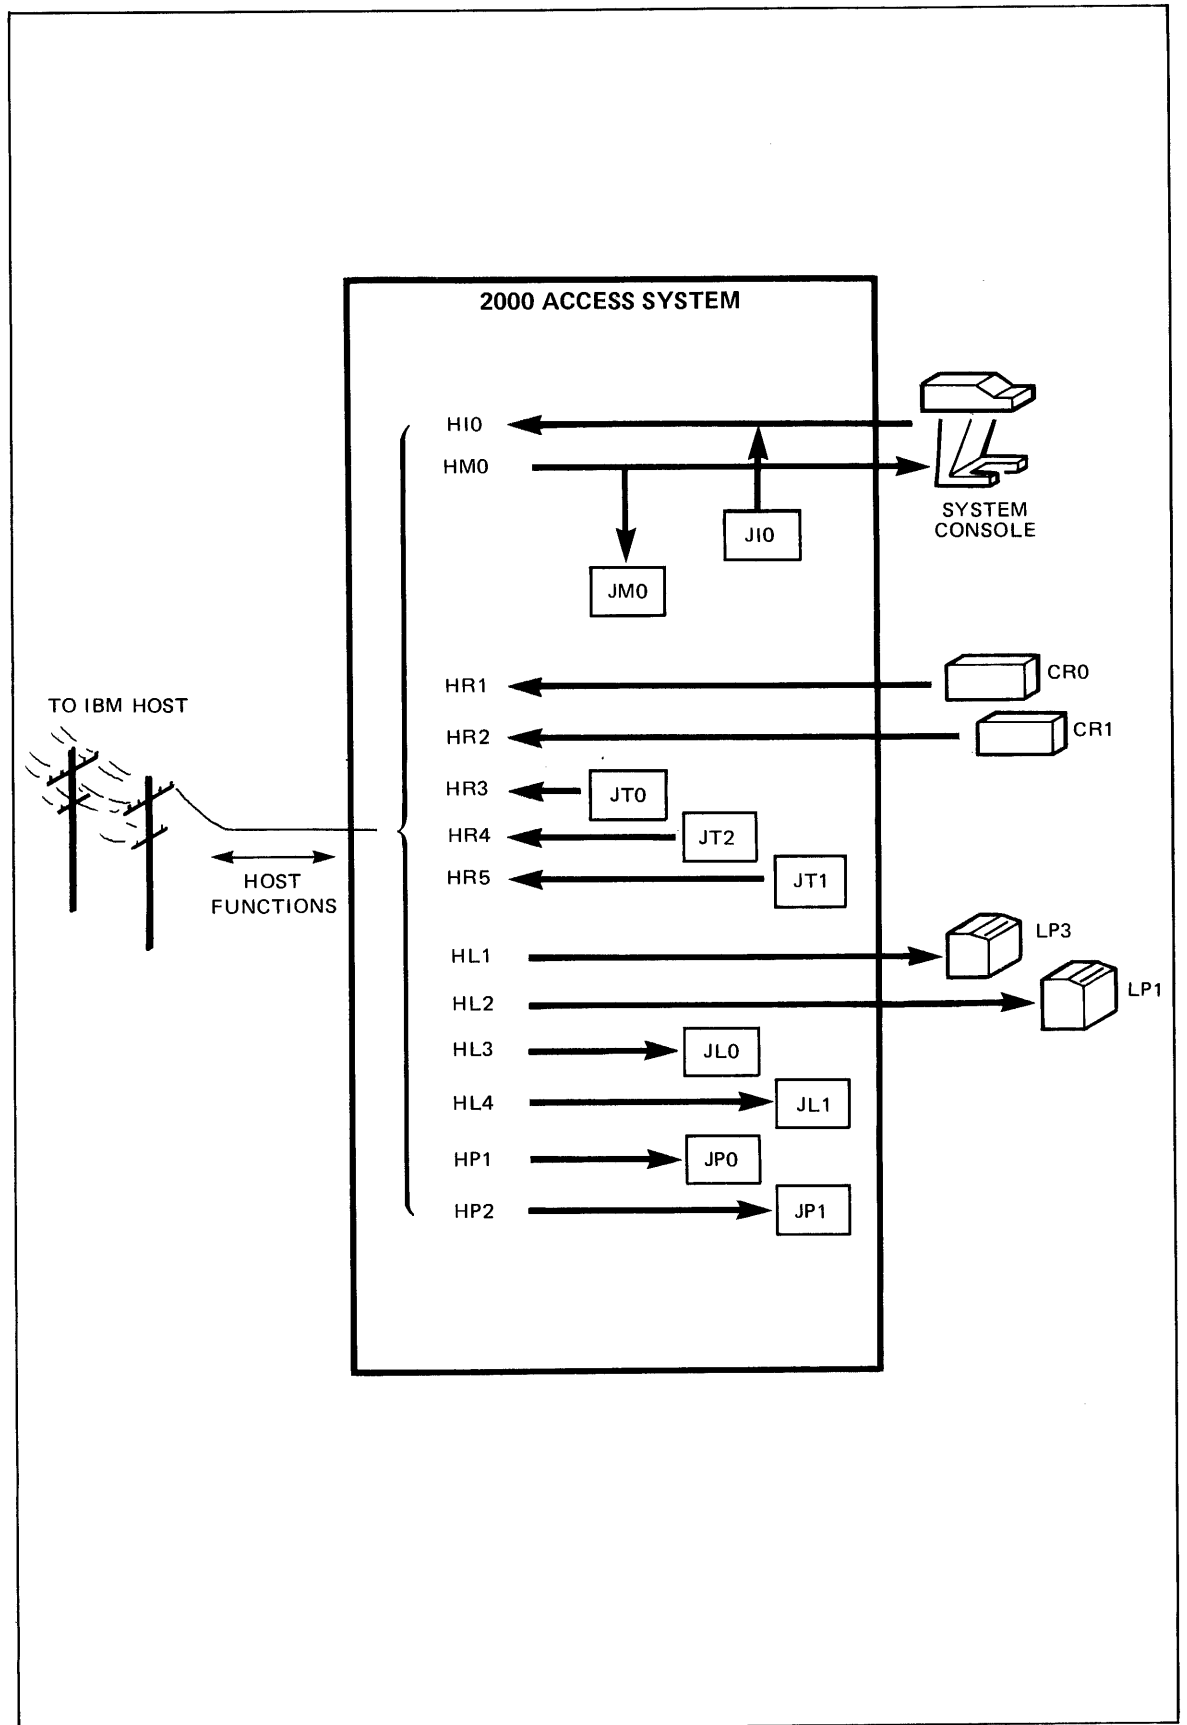 2000 ACCESS SYSTEM
HI0
HM0
JI0
JM0
SYSTEM
CONSOLE
HR1
CR0
HR2
CR1
HR3
JT0
HR4
JT2
HR5
JT1
TO IBM HOST
HOST
FUNCTIONS
HL1
LP3
HL2
LP1
HL3
JL0
HL4
JL1
HP1
JP0
HP2
JP1